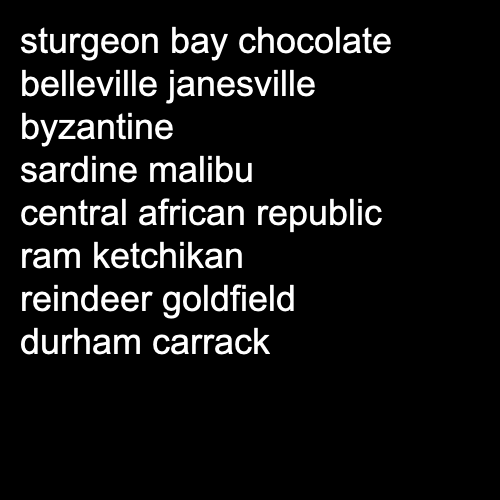 sturgeon bay chocolate
belleville janesville
byzantine
sardine malibu
central african republic
ram ketchikan
reindeer goldfield
durham carrack